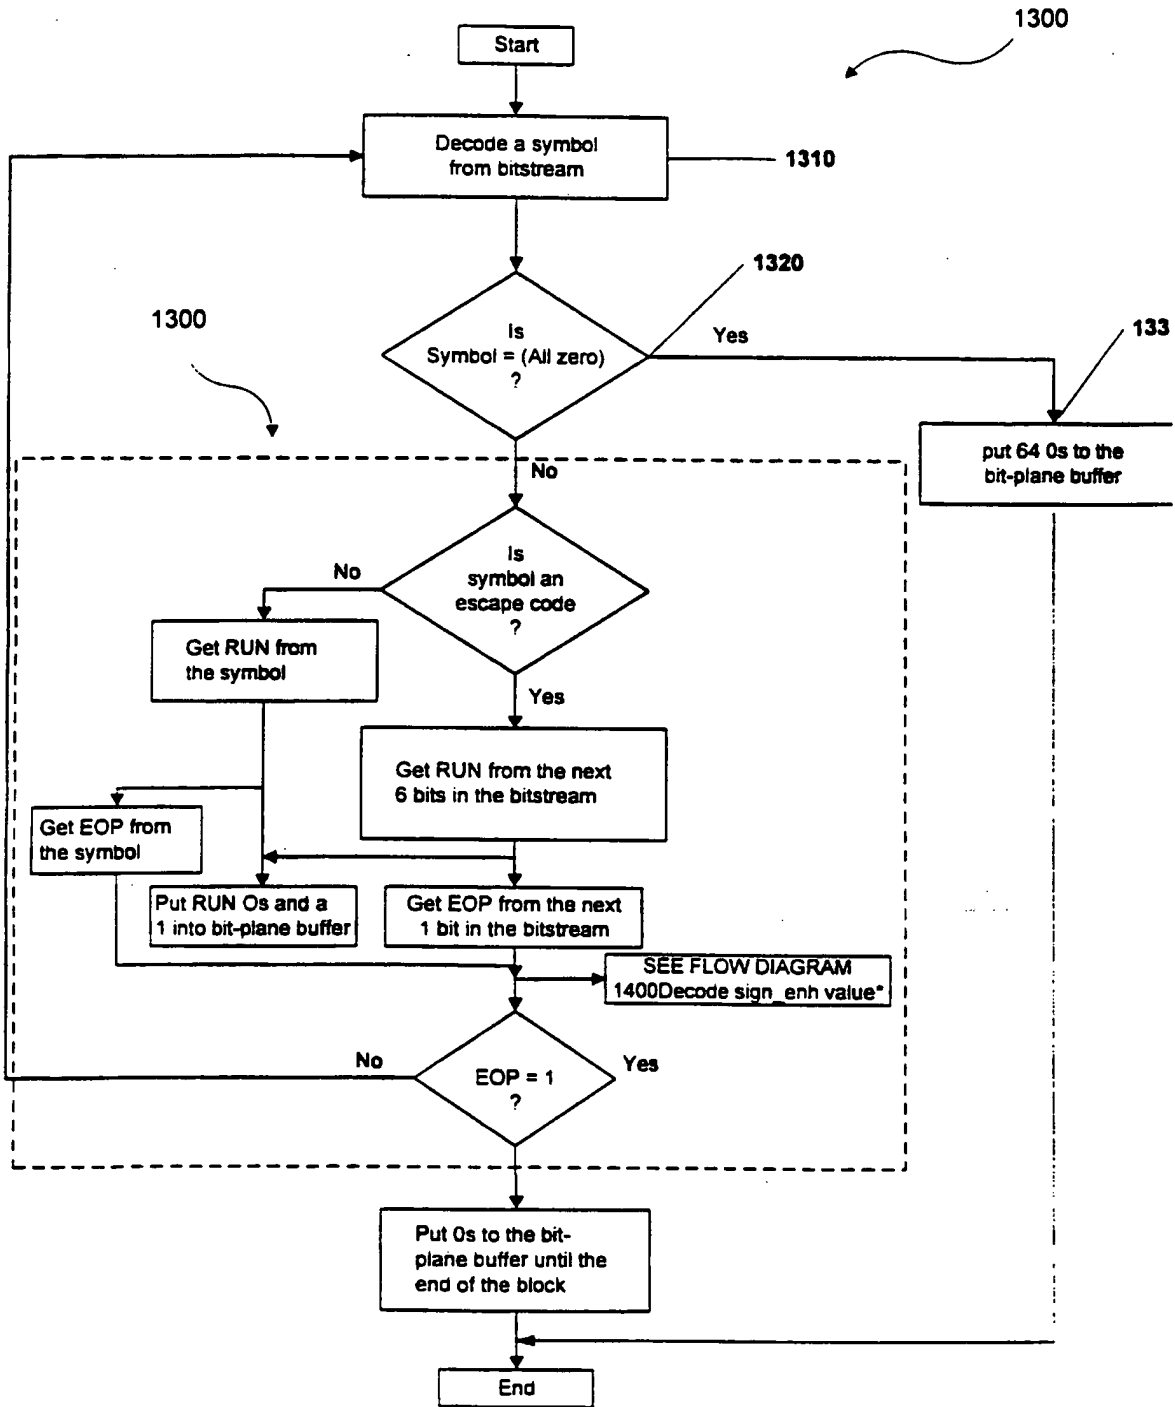 1300
Start
Decode a symbol
from bitstream
1310
1320
1300
Is
Symbol = (All zero)
?
Yes
133
put 64 0s to the
bit-plane buffer
No
Is
symbol an
escape code
?
No
Get RUN from
the symbol
Yes
Get RUN from the next
6 bits in the bitstream
Get EOP from
the symbol
Put RUN Os and a
1 into bit-plane buffer
Get EOP from the next
1 bit in the bitstream
SEE FLOW DIAGRAM
1400Decode sign_enh value*
No
Yes
EOP = 1
?
Put 0s to the bit-
plane buffer until the
end of the block
End